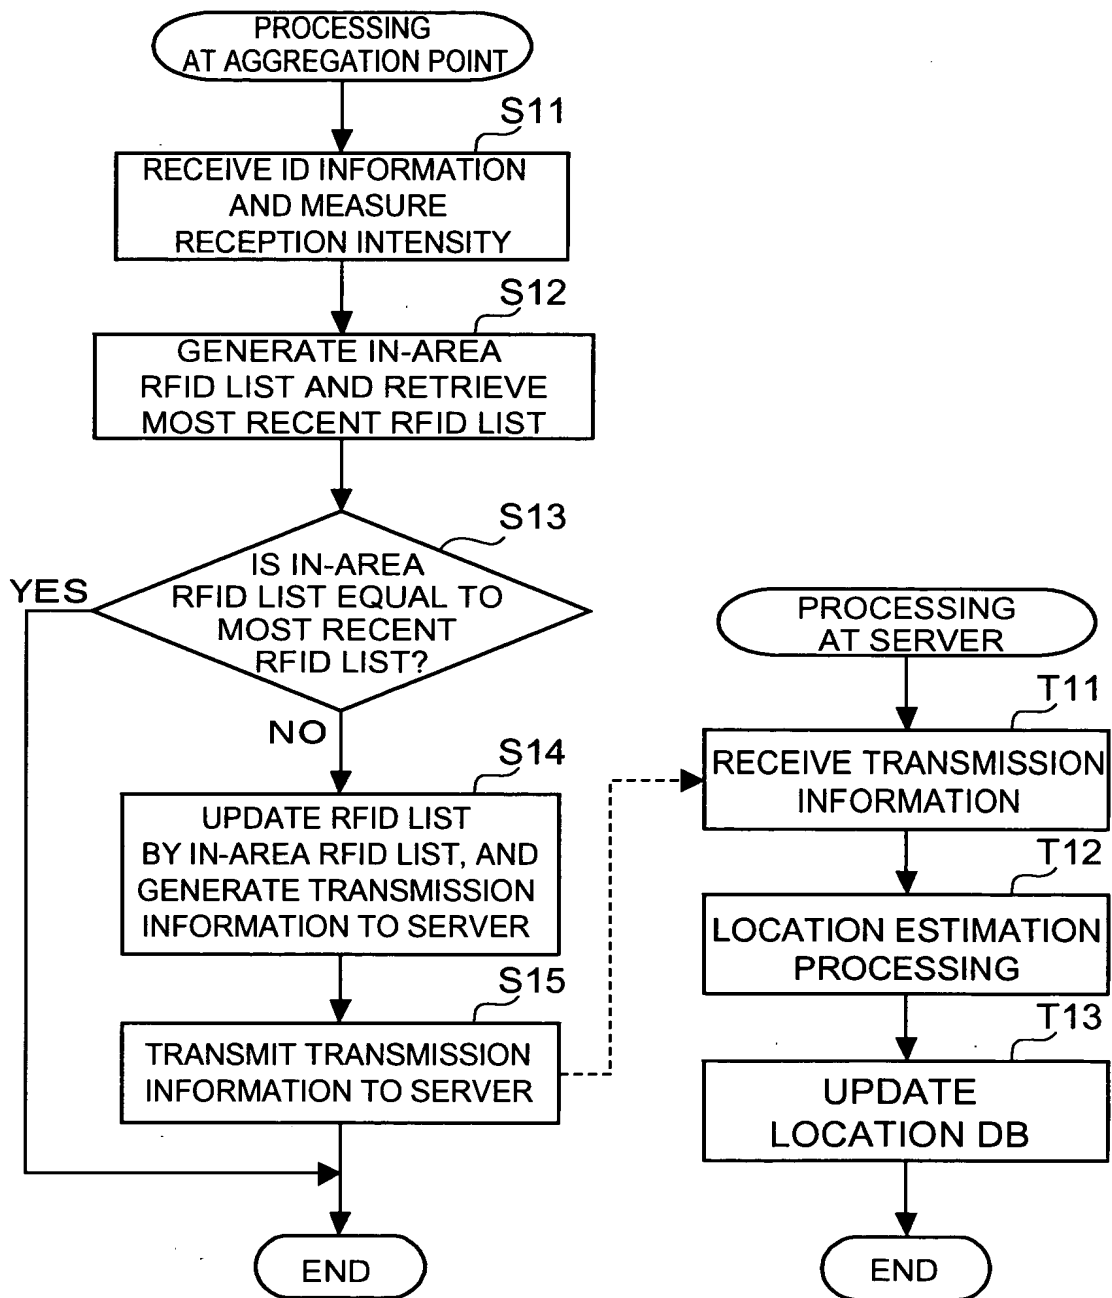 PROCESSING
AT AGGREGATION POINT
S11
RECEIVE ID INFORMATION
AND MEASURE
RECEPTION INTENSITY
S12
GENERATE IN-AREA
RFID LIST AND RETRIEVE
MOST RECENT RFID LIST
S13
IS IN-AREA
RFID LIST EQUAL TO
MOST RECENT
RFID LIST?
YES
NO
S14
UPDATE RFID LIST
BY IN-AREA RFID LIST, AND
GENERATE TRANSMISSION
INFORMATION TO SERVER
S15
TRANSMIT TRANSMISSION
INFORMATION TO SERVER
END
PROCESSING
AT SERVER
T11
RECEIVE TRANSMISSION
INFORMATION
T12
LOCATION ESTIMATION
PROCESSING
T13
UPDATE
LOCATION DB
END